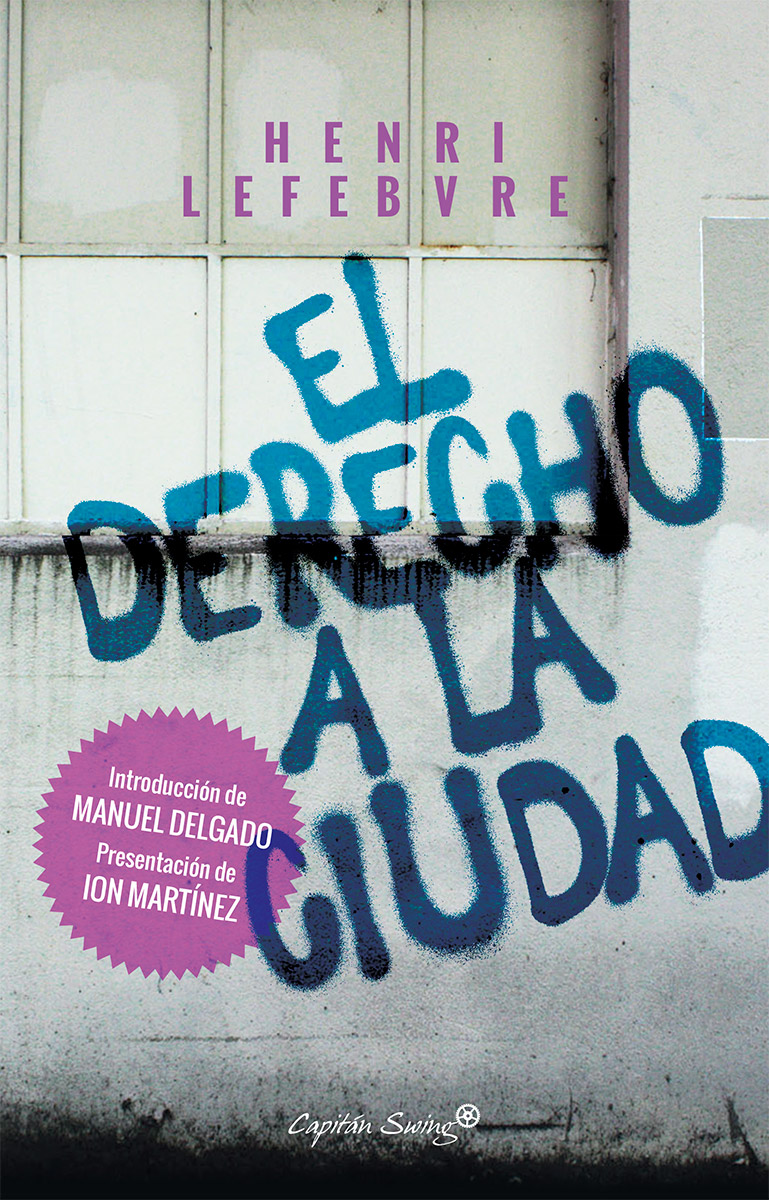 HENRI
LEFEBVRE
EL
DERECHO
A LA
CIUDAD
Introducción de
MANUEL DELGADO
Presentación de
ION MARTÍNEZ
Capitán Swing